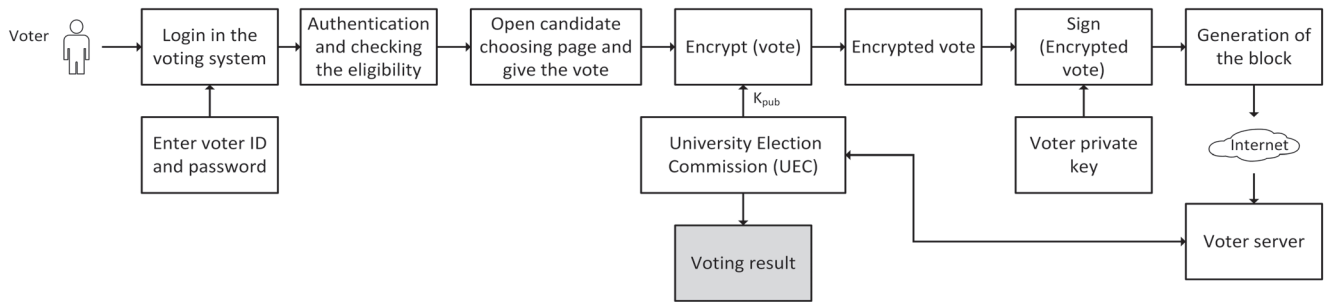 Voter
Login in the
voting system
Authentication
and checking
the eligibility
Open candidate
choosing page and
give the vote
Encrypt (vote)
Encrypted vote
Sign
(Encrypted
vote)
Generation of
the block
Enter voter ID
and password
Kpub
University Election
Commission (UEC)
Voter private
key
Internet
Voting result
Voter server